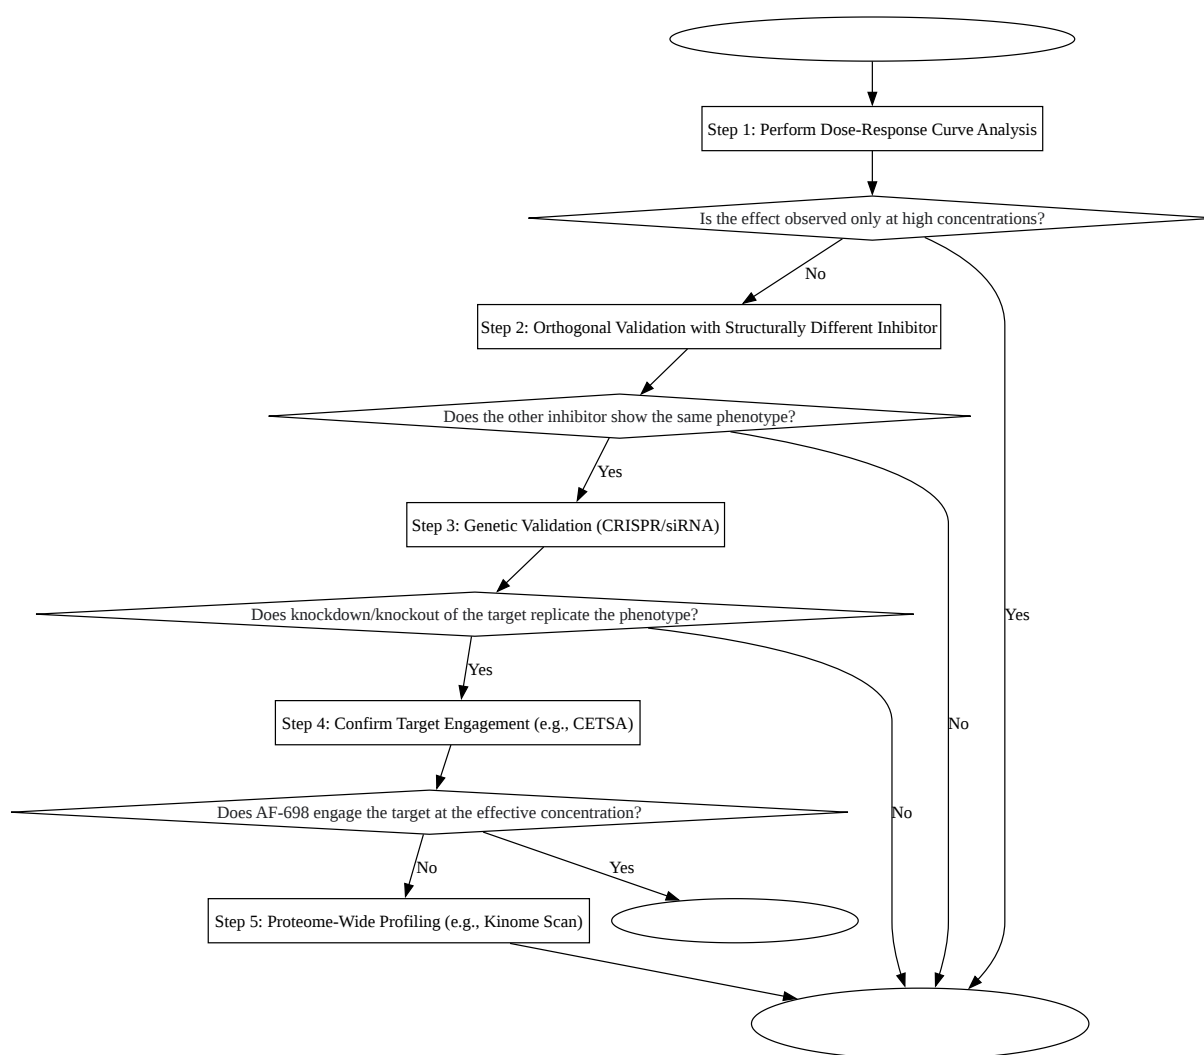 Step 1: Perform Dose-Response Curve Analysis
Is the effect observed only at high concentrations?
No
Step 2: Orthogonal Validation with Structurally Different Inhibitor
Does the other inhibitor show the same phenotype?
Yes
Step 3: Genetic Validation (CRISPR/siRNA)
Does knockdown/knockout of the target replicate the phenotype?
Yes
Yes
Step 4: Confirm Target Engagement (e.g., CETSA)
No
Does AF-698 engage the target at the effective concentration?
No
No
Yes
Step 5: Proteome-Wide Profiling (e.g., Kinome Scan)